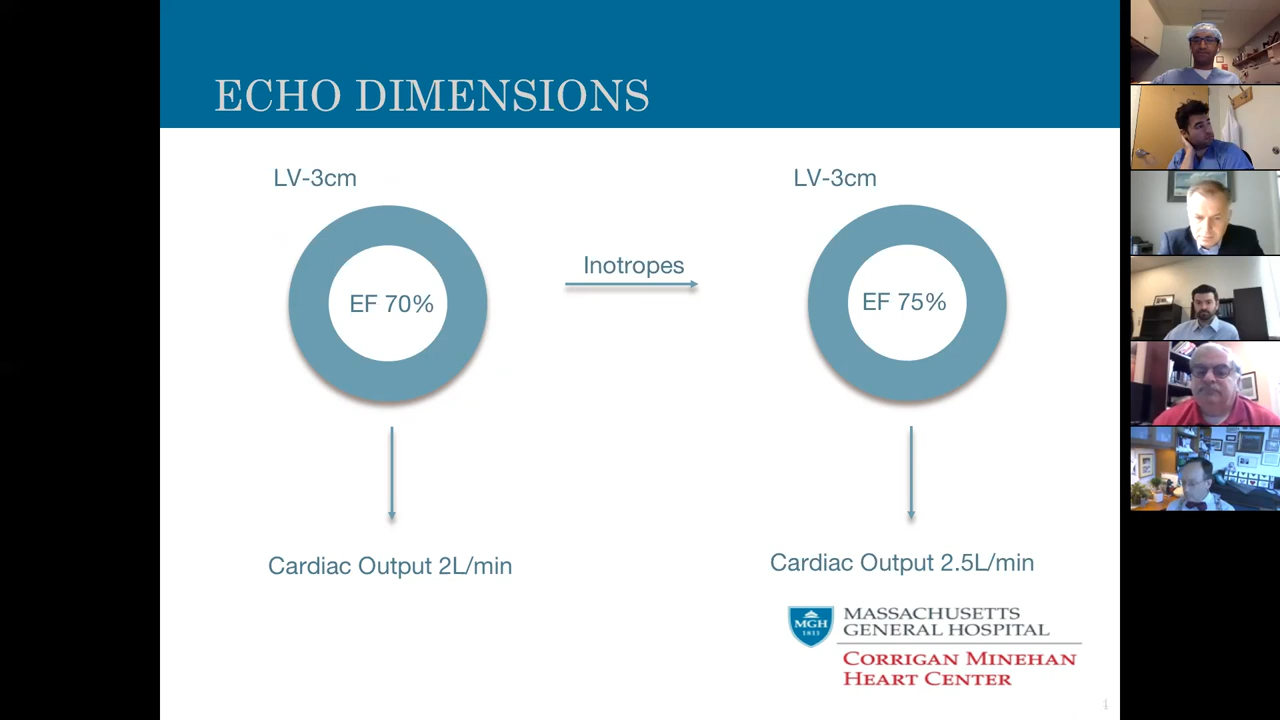 ECHO DIMENSIONS
LV-3cm
LV-3cm
Inotropes
EF 70%
EF 75%
Cardiac Output 2L/min
Cardiac Output 2.5L/min
MGH
1811
MASSACHUSETTS
GENERAL HOSPITAL
CORRIGAN MINEHAN
HEART CENTER